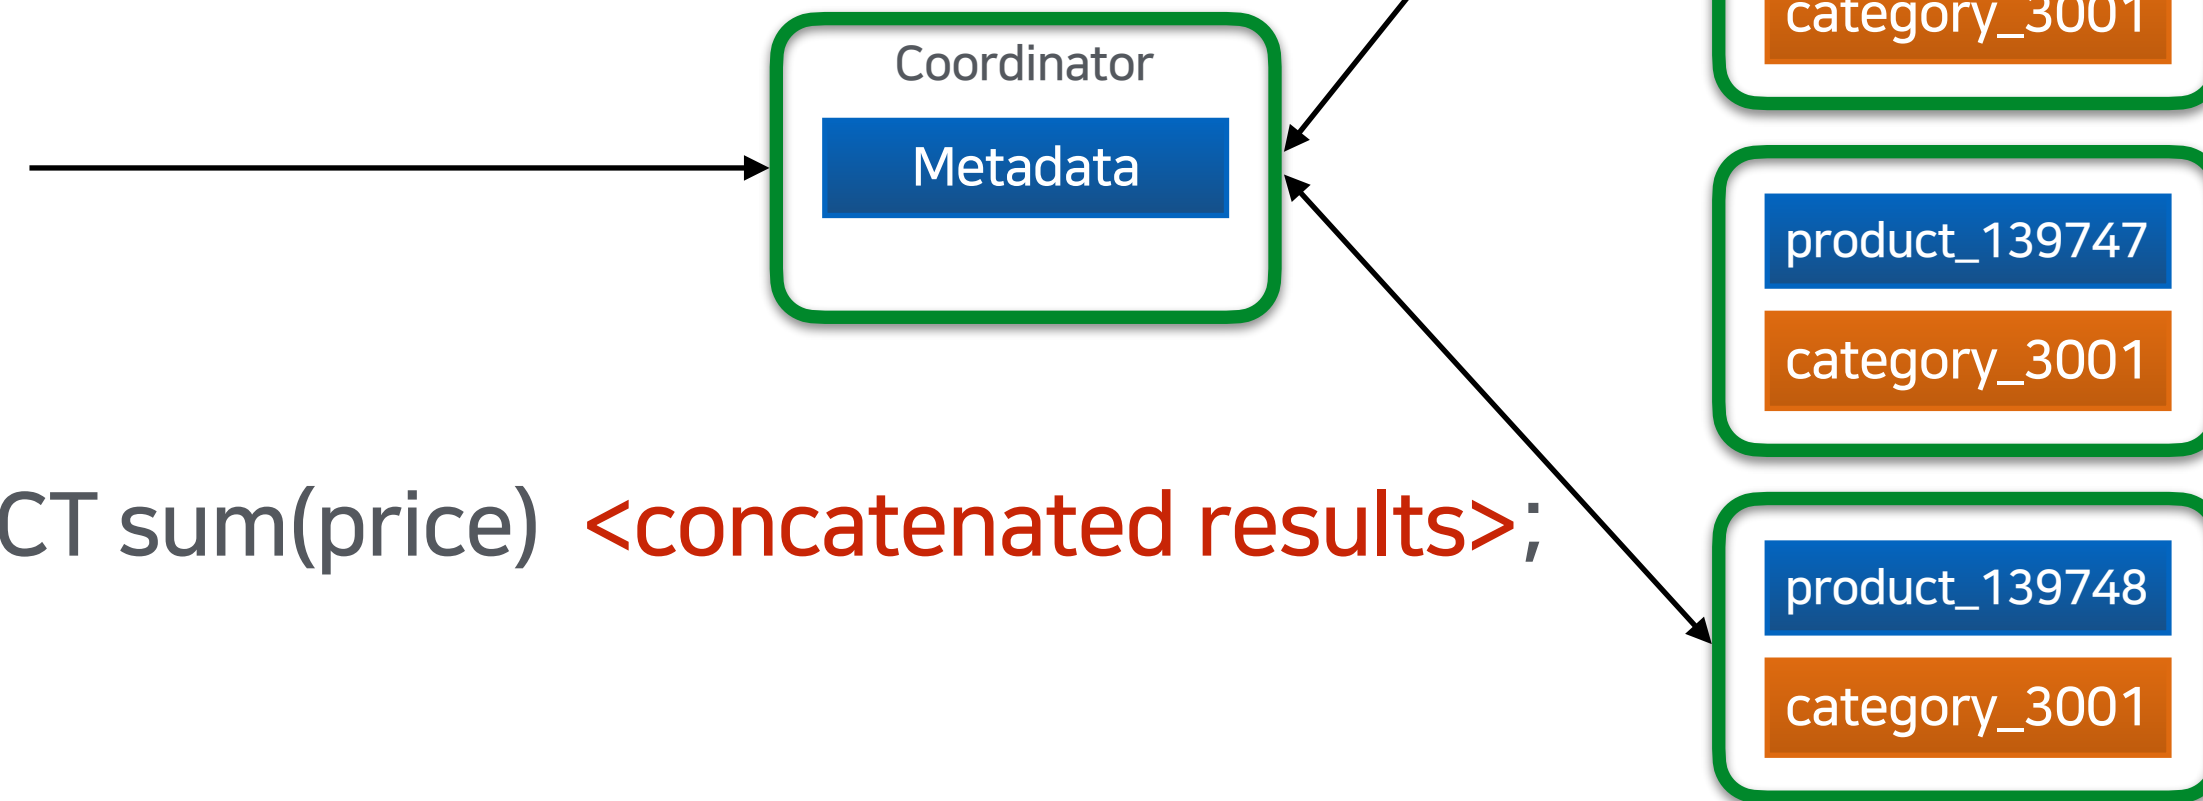 category_3001
Coordinator
Metadata
product_139747
category_3001
CT sum(price) <concatenated results>;
product_139748
category_3001